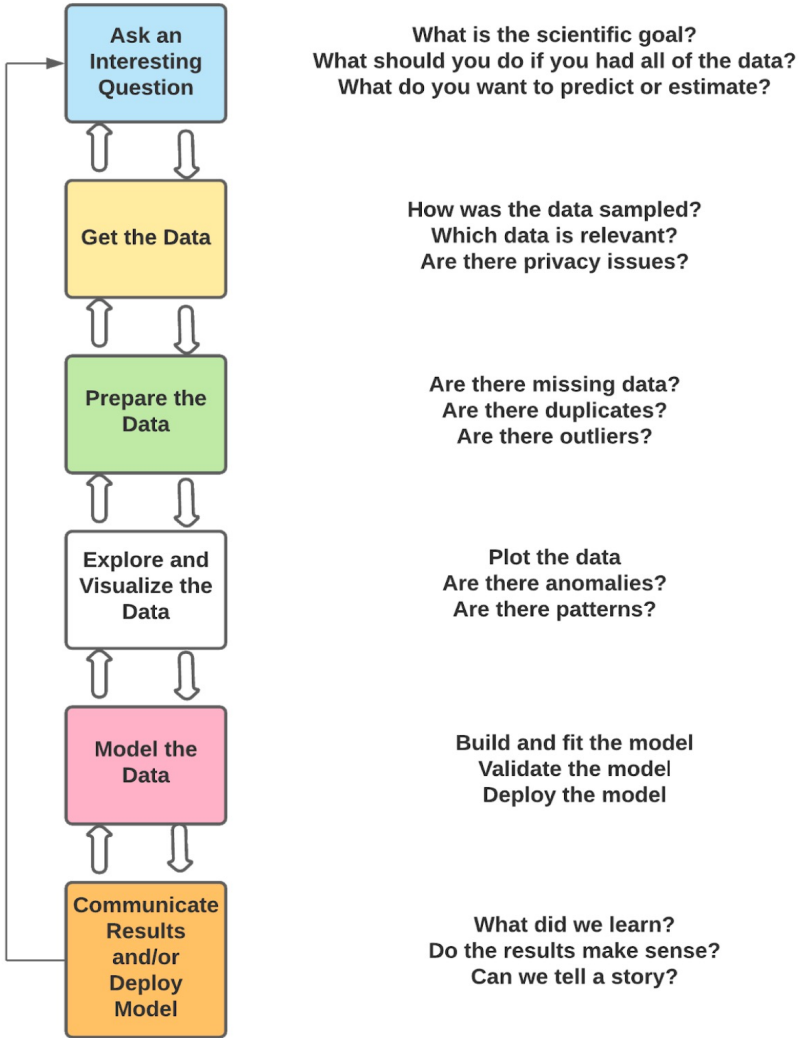 Ask an
Interesting
Question
What is the scientific goal?
What should you do if you had all of the data?
What do you want to predict or estimate?
Get the Data
How was the data sampled?
Which data is relevant?
Are there privacy issues?
Prepare the
Data
Are there missing data?
Are there duplicates?
Are there outliers?
Explore and
Visualize the
Data
Plot the data
Are there anomalies?
Are there patterns?
Model the
Data
Build and fit the model
Validate the model
Deploy the model
Communicate
Results
and/or
Deploy
Model
What did we learn?
Do the results make sense?
Can we tell a story?